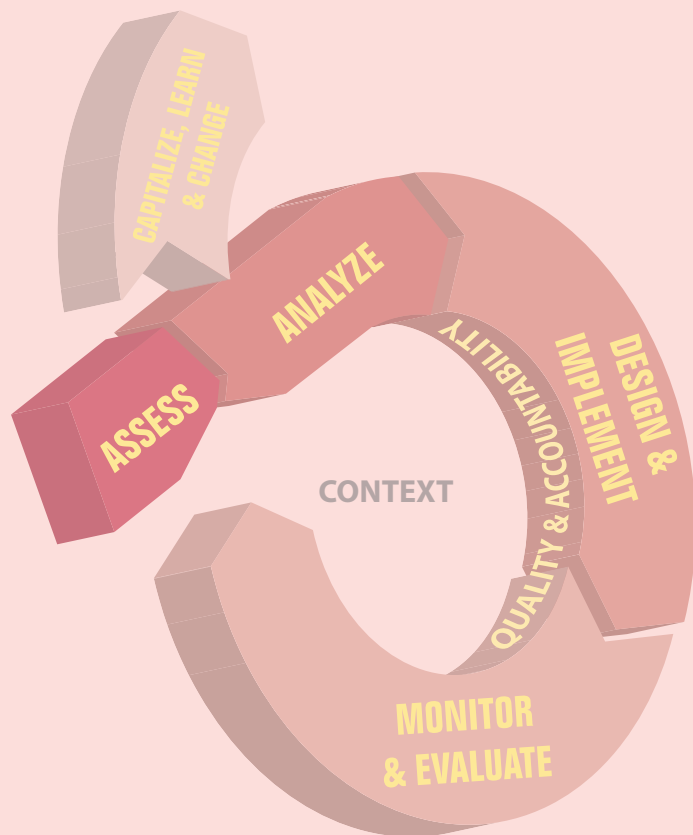 CAPITALIZE, LEARN
& CHANGE
ANALYZE
ASSESS
DESIGN &
IMPLEMENT
QUALITY & ACCOUNTABILITY
CONTEXT
MONITOR
& EVALUATE